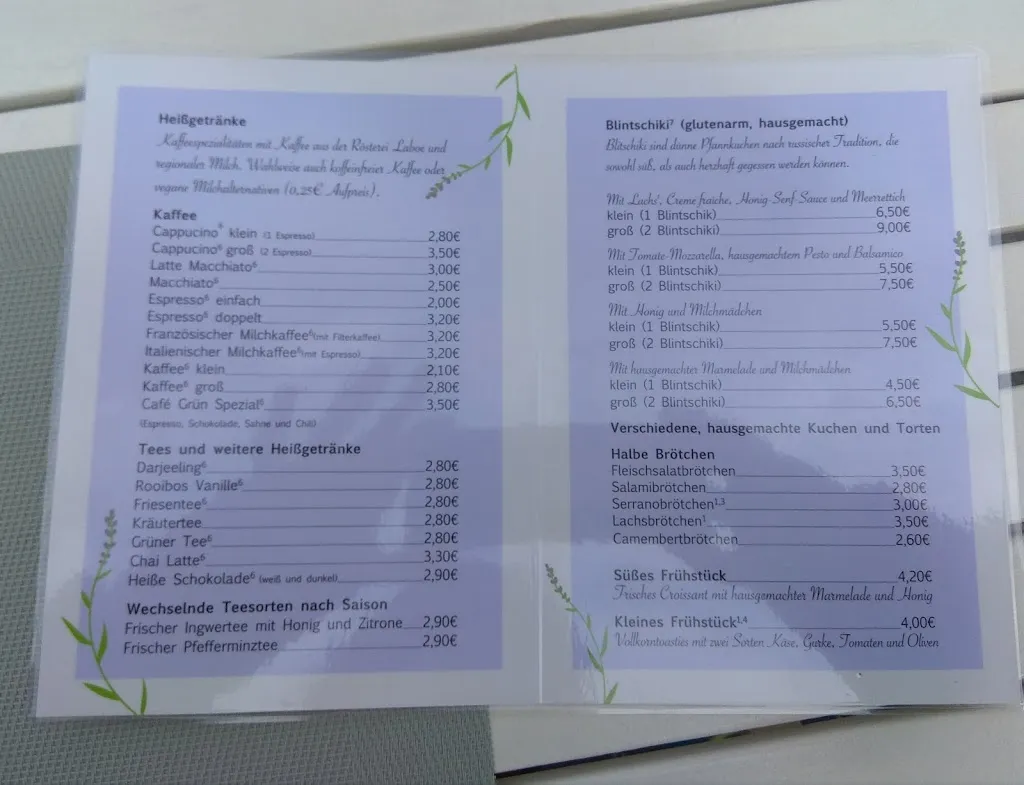 Heißgetränke
Kaffeespezialitäten mit Kaffee aus der Rösterei Laboe und
regionaler Milch. Wahlweise auch koffeinfreier Kaffee oder
vegane Milchalternativen (0,25€ Aufpreis).
Kaffee
Cappucino⁶ klein (1 Espresso) 2,80€
Cappucino⁶ groß (2 Espresso) 3,50€
Latte Macchiato⁶ 3,00€
Macchiato⁶ 2,50€
Espresso⁶ einfach 2,00€
Espresso⁶ doppelt 3,20€
Französischer Milchkaffee⁶(mit Filterkaffee) 3,20€
Italienischer Milchkaffee⁶(mit Espresso) 3,20€
Kaffee⁶ klein 2,10€
Kaffee⁶ groß 2,80€
Café Grün Spezial⁶ 3,50€
(Espresso, Schokolade, Sahne und Chili)
Tees und weitere Heißgetränke
Darjeeling⁶ 2,80€
Rooibos Vanille⁶ 2,80€
Friesentee⁶ 2,80€
Kräutertee 2,80€
Grüner Tee⁶ 2,80€
Chai Latte⁶ 3,30€
Heiße Schokolade⁶ (weiß und dunkel) 2,90€
Wechselnde Teesorten nach Saison
Frischer Ingwertee mit Honig und Zitrone 2,90€
Frischer Pfefferminztee 2,90€
Blintschiki⁷ (glutenarm, hausgemacht)
Blitschiki sind dünne Pfannkuchen nach russischer Tradition, die
sowohl süß, als auch herzhaft gegessen werden können.
Mit Lachs¹, Creme fraiche, Honig-Senf-Sauce und Meerrettich
klein (1 Blintschik) 6,50€
groß (2 Blintschiki) 9,00€
Mit Tomate-Mozzarella, hausgemachtem Pesto und Balsamico
klein (1 Blintschik) 5,50€
groß (2 Blintschiki) 7,50€
Mit Honig und Milchmädchen
klein (1 Blintschik) 5,50€
groß (2 Blintschiki) 7,50€
Mit hausgemachter Marmelade und Milchmädchen
klein (1 Blintschik) 4,50€
groß (2 Blintschiki) 6,50€
Verschiedene, hausgemachte Kuchen und Torten
Halbe Brötchen
Fleischsalatbrötchen 3,50€
Salamibrötchen 2,80€
Serranobrötchen¹,³ 3,00€
Lachsbrötchen¹ 3,50€
Camembertbrötchen 2,60€
Süßes Frühstück 4,20€
Frisches Croissant mit hausgemachter Marmelade und Honig
Kleines Frühstück¹,⁴ 4,00€
Vollkorntoasties mit zwei Sorten Käse, Gurke, Tomaten und Oliven